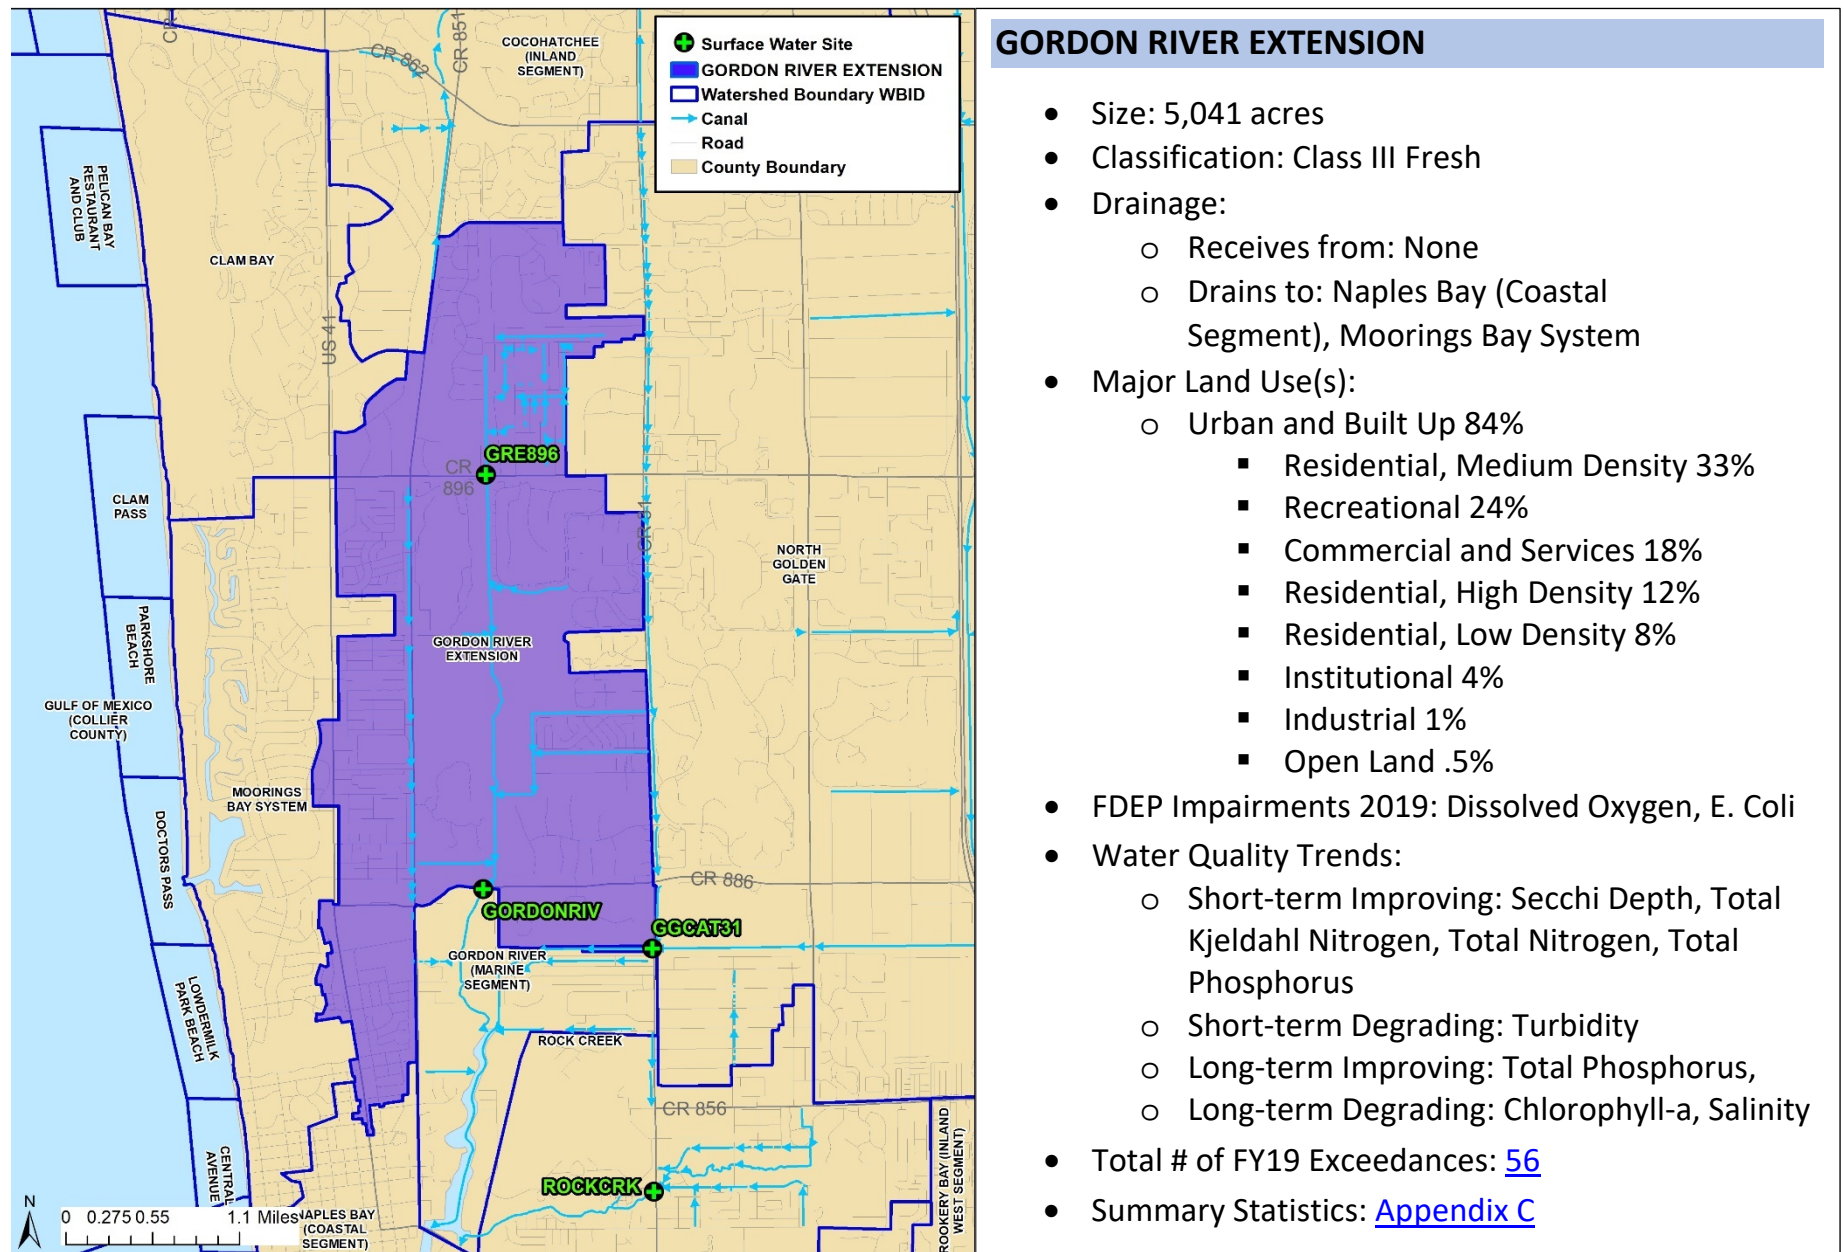 CR
CR 862
CR 851
COCOHATCHEE
(INLAND
SEGMENT)
Surface Water Site
GORDON RIVER EXTENSION
Watershed Boundary WBID
Canal
Road
County Boundary
PELICAN BAY
RESTAURANT
AND CLUB
CLAM BAY
US 41
GRE896
CR
896
CLAM
PASS
CR 31
NORTH
GOLDEN
GATE
PARKSHORE
BEACH
GORDON RIVER
EXTENSION
GULF OF MEXICO
(COLLIER
COUNTY)
MOORINGS
BAY SYSTEM
DOCTORS PASS
CR 886
GORDONRIV
GGCAT31
GORDON RIVER
(MARINE
SEGMENT)
LOWDERMILK
PARK BEACH
ROCK CREEK
CR 856
CENTRAL
AVENUE
ROCKCRK
ROOKERY BAY (INLAND
WEST SEGMENT)
N
0 0.275 0.55 1.1 Miles
NAPLES BAY
(COASTAL
SEGMENT)
GORDON RIVER EXTENSION
• Size: 5,041 acres
• Classification: Class III Fresh
• Drainage:
o Receives from: None
o Drains to: Naples Bay (Coastal
Segment), Moorings Bay System
• Major Land Use(s):
o Urban and Built Up 84%
▪ Residential, Medium Density 33%
▪ Recreational 24%
▪ Commercial and Services 18%
▪ Residential, High Density 12%
▪ Residential, Low Density 8%
▪ Institutional 4%
▪ Industrial 1%
▪ Open Land .5%
• FDEP Impairments 2019: Dissolved Oxygen, E. Coli
• Water Quality Trends:
o Short-term Improving: Secchi Depth, Total
Kjeldahl Nitrogen, Total Nitrogen, Total
Phosphorus
o Short-term Degrading: Turbidity
o Long-term Improving: Total Phosphorus,
o Long-term Degrading: Chlorophyll-a, Salinity
• Total # of FY19 Exceedances: 56
• Summary Statistics: Appendix C